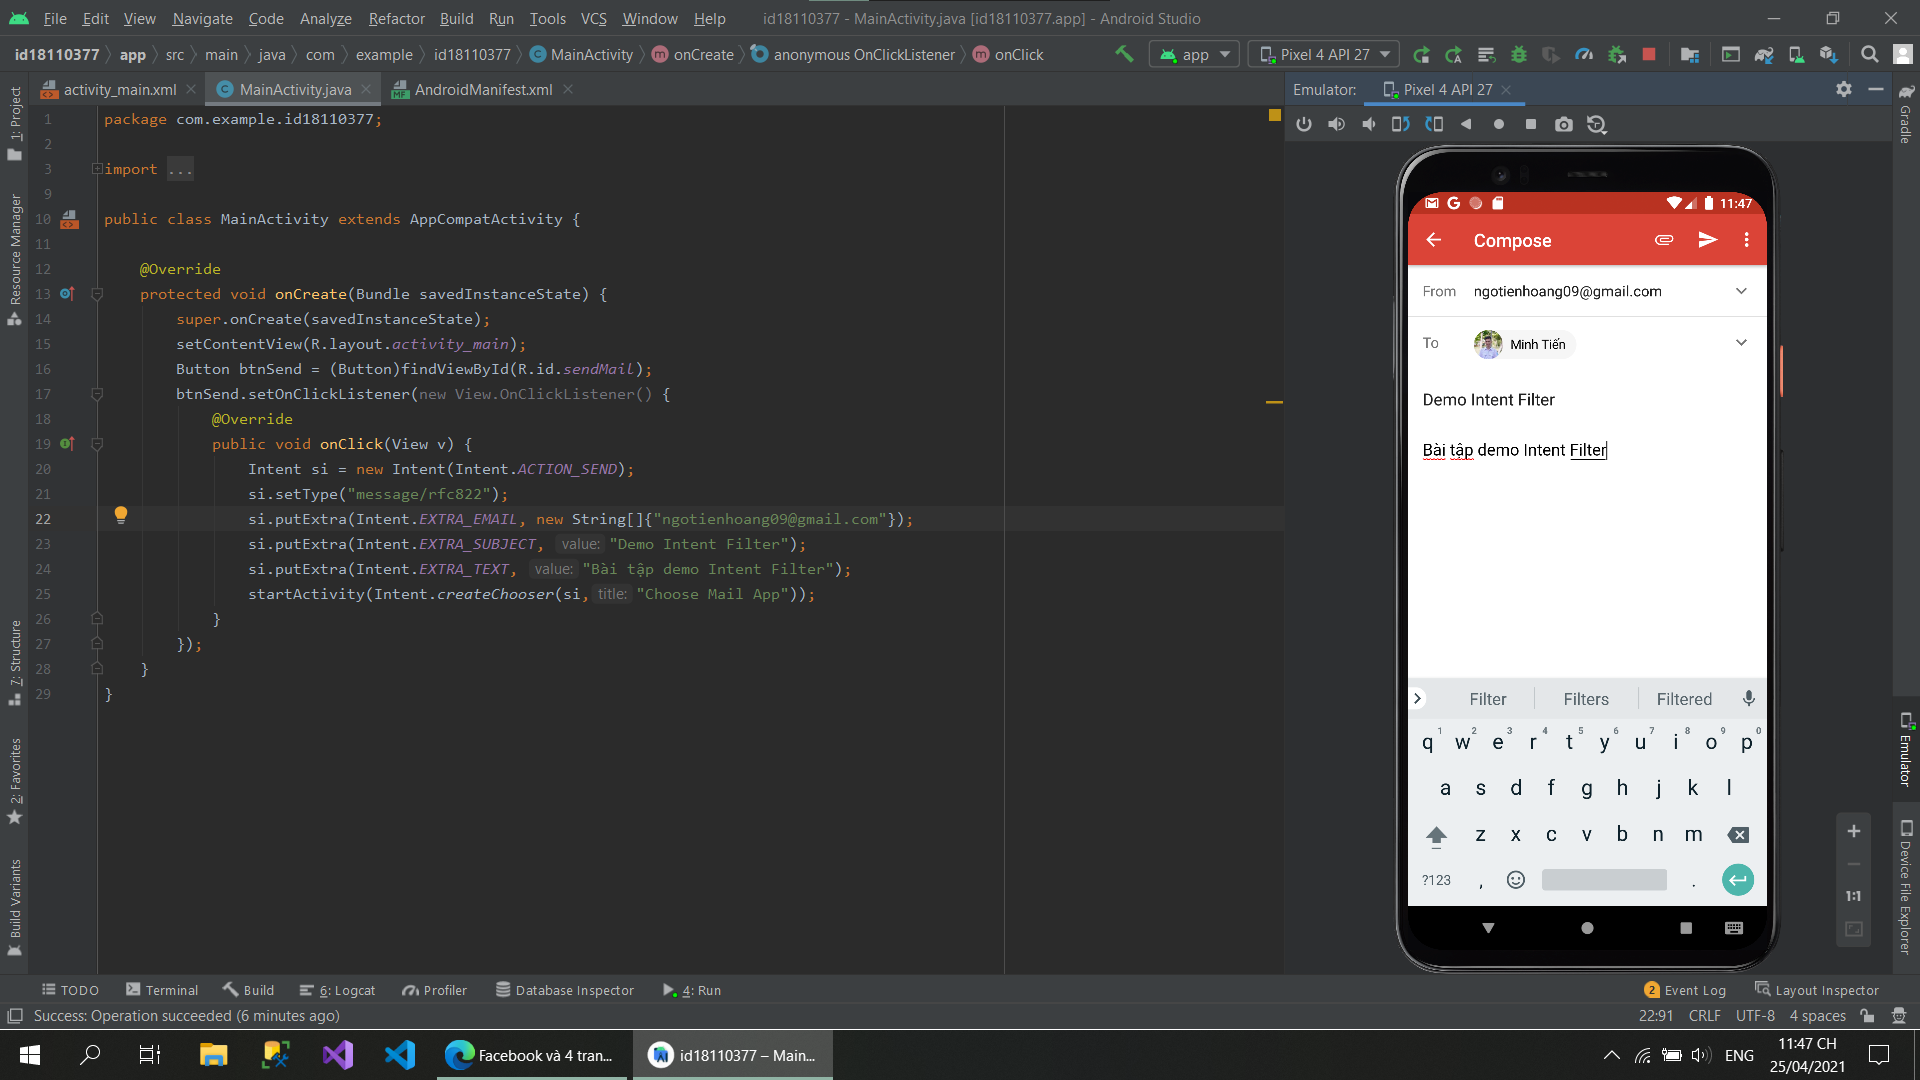 File Edit View Navigate Code Analyze Refactor Build Run Tools VCS Window Help id18110377 - MainActivity.java [id18110377.app] - Android Studio
id18110377 app src main java com example id18110377 MainActivity onCreate anonymous OnClickListener onClick app Pixel 4 API 27
activity_main.xml MainActivity.java AndroidManifest.xml
Emulator: Pixel 4 API 27
1: Project
Resource Manager
7: Structure
2: Favorites
Build Variants
1 package com.example.id18110377;
2
3 import ...
9
10 public class MainActivity extends AppCompatActivity {
11
12 @Override
13 protected void onCreate(Bundle savedInstanceState) {
14 super.onCreate(savedInstanceState);
15 setContentView(R.layout.activity_main);
16 Button btnSend = (Button)findViewById(R.id.sendMail);
17 btnSend.setOnClickListener(new View.OnClickListener() {
18 @Override
19 public void onClick(View v) {
20 Intent si = new Intent(Intent.ACTION_SEND);
21 si.setType("message/rfc822");
22 si.putExtra(Intent.EXTRA_EMAIL, new String[]{"ngotienhoang09@gmail.com"});
23 si.putExtra(Intent.EXTRA_SUBJECT, value: "Demo Intent Filter");
24 si.putExtra(Intent.EXTRA_TEXT, value: "Bài tập demo Intent Filter");
25 startActivity(Intent.createChooser(si, title: "Choose Mail App"));
26 }
27 });
28 }
29 }
11:47
Compose
From ngotienhoang09@gmail.com
To Minh Tiến
Demo Intent Filter
Bài tập demo Intent Filter
Filter Filters Filtered
q 1 w 2 e 3 r 4 t 5 y 6 u 7 i 8 o 9 p 0
a s d f g h j k l
z x c v b n m
?123 , .
1:1
Gradle
Emulator
Device File Explorer
TODO Terminal Build 6: Logcat Profiler Database Inspector 4: Run 2 Event Log Layout Inspector
Success: Operation succeeded (6 minutes ago) 22:91 CRLF UTF-8 4 spaces
Facebook và 4 tran... id18110377 – Main... ENG 11:47 CH
25/04/2021